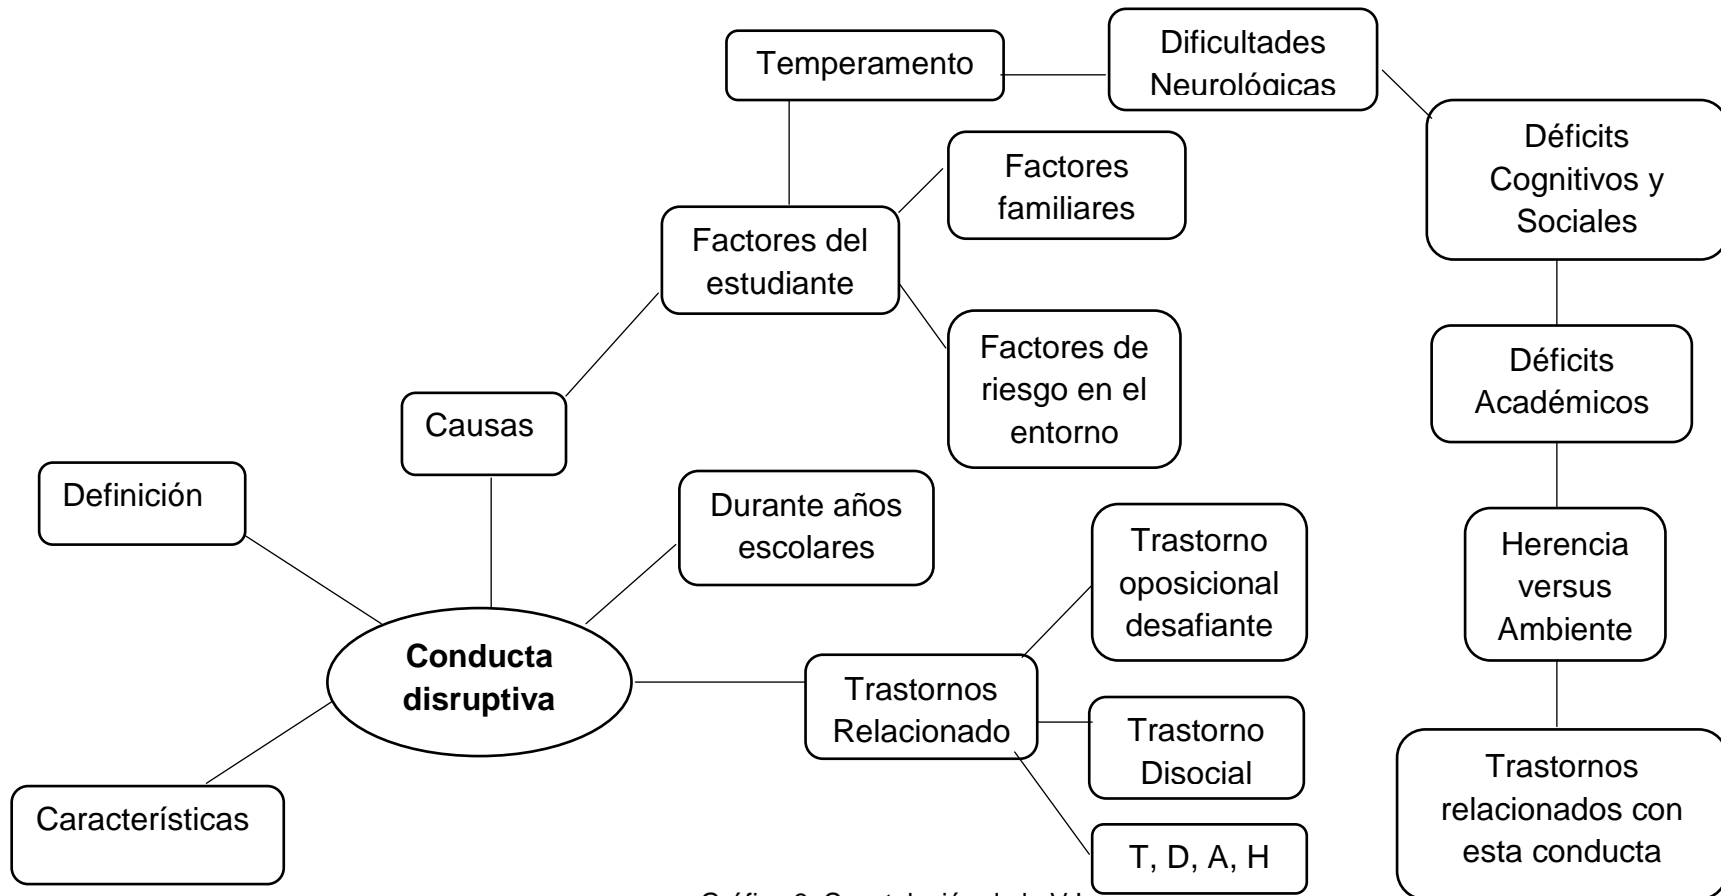 Temperamento
Dificultades
Neurológicas
Déficits
Cognitivos y
Sociales
Factores
familiares
Factores del
estudiante
Factores de
riesgo en el
entorno
Déficits
Académicos
Causas
Definición
Durante años
escolares
Trastorno
oposicional
desafiante
Herencia
versus
Ambiente
Conducta
disruptiva
Trastornos
Relacionado
Trastorno
Disocial
Trastornos
relacionados con
esta conducta
Características
T, D, A, H